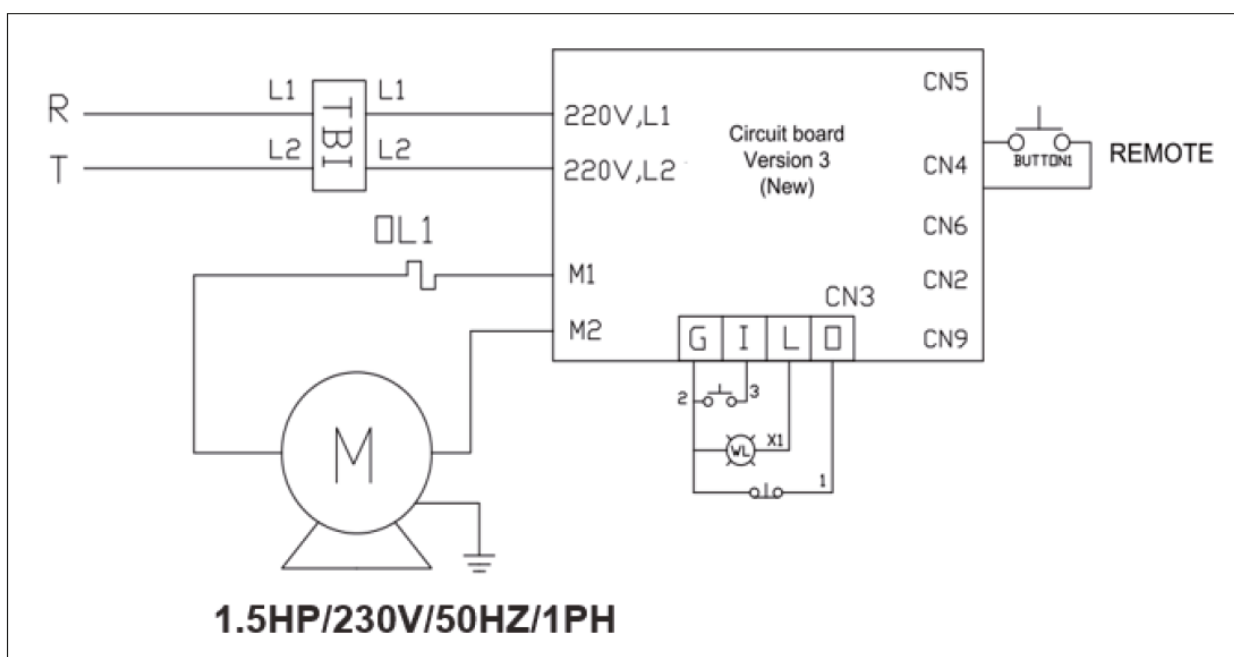 R
T
L1
L2
TBI
L1
L2
220V,L1
220V,L2
OL1
M1
M2
Circuit board
Version 3
(New)
CN5
CN4
CN6
CN2
CN9
CN3
BUTTON1
REMOTE
G I L O
2
3
WL
X1
1
M
1.5HP/230V/50HZ/1PH